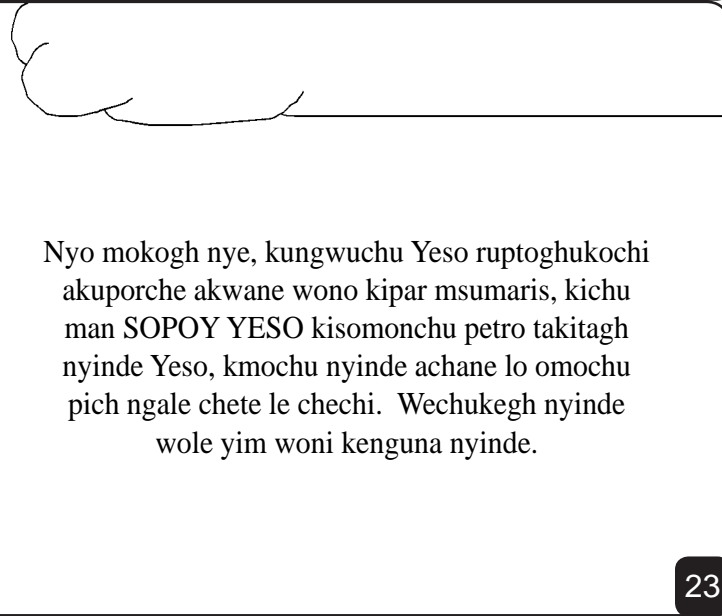 Nyo mokogh nye, kungwuchu Yeso ruptoghukochi
akuporche akwane wono kipar msumaris, kichu
man SOPOY YESO kisomonchu petro takitagh
nyinde Yeso, kmochu nyinde achane lo omochu
pich ngale chete le chechi.  Wechukegh nyinde
wole yim woni kenguna nyinde.
23